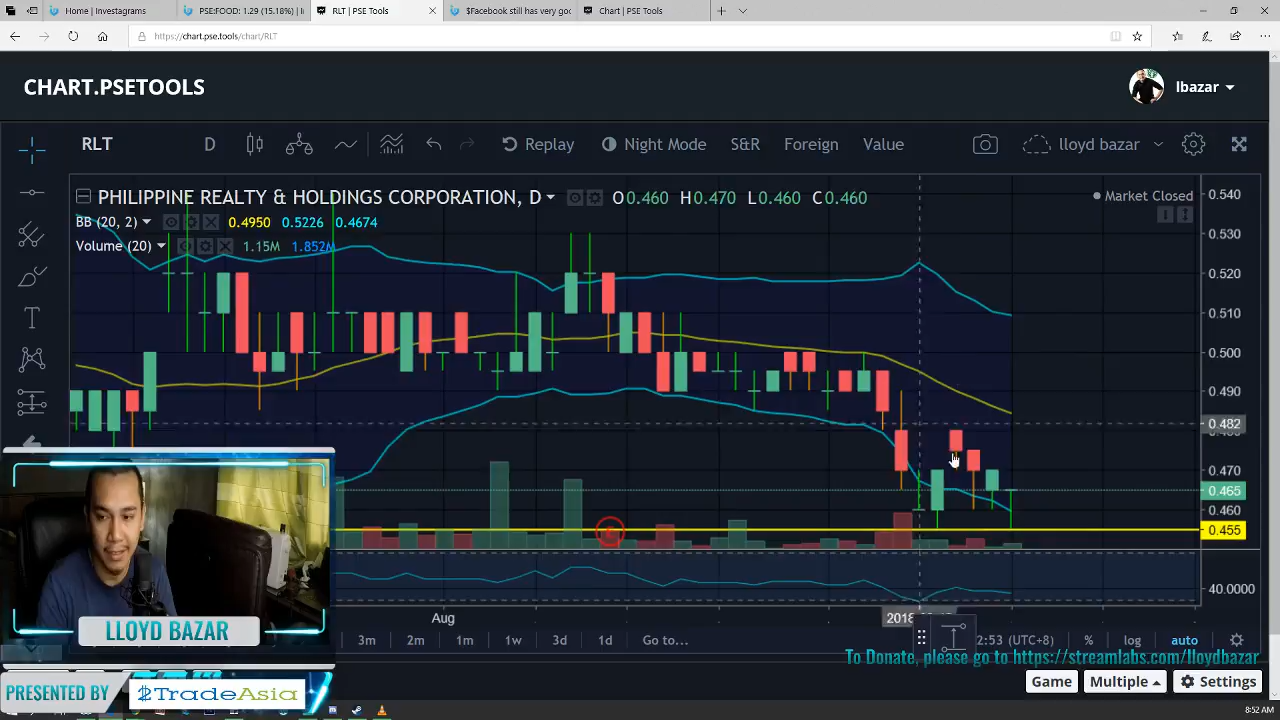 Home | Investagrams
PSE:FOOD: 1.29 (15.18%) | I
RLT | PSE Tools
$Facebook still has very goo
Chart | PSE Tools
https://chart.pse.tools/chart/RLT
CHART.PSETOOLS
lbazar
RLT
D
Replay
Night Mode
S&R
Foreign
Value
lloyd bazar
PHILIPPINE REALTY & HOLDINGS CORPORATION, D
O0.460 H0.470 L0.460 C0.460
Market Closed
BB (20, 2)
0.4950 0.5226 0.4674
Volume (20)
1.15M 1.852M
0.540
0.530
0.520
0.510
0.500
0.490
0.482
0.470
0.465
0.460
0.455
40.0000
Aug
3m
2m
1m
1w
3d
1d
Go to...
2:53 (UTC+8)
%
log
auto
LLOYD BAZAR
To Donate, please go to https://streamlabs.com/lloydbazar
PRESENTED BY
$TradeAsia
Game
Multiple
Settings
8:52 AM